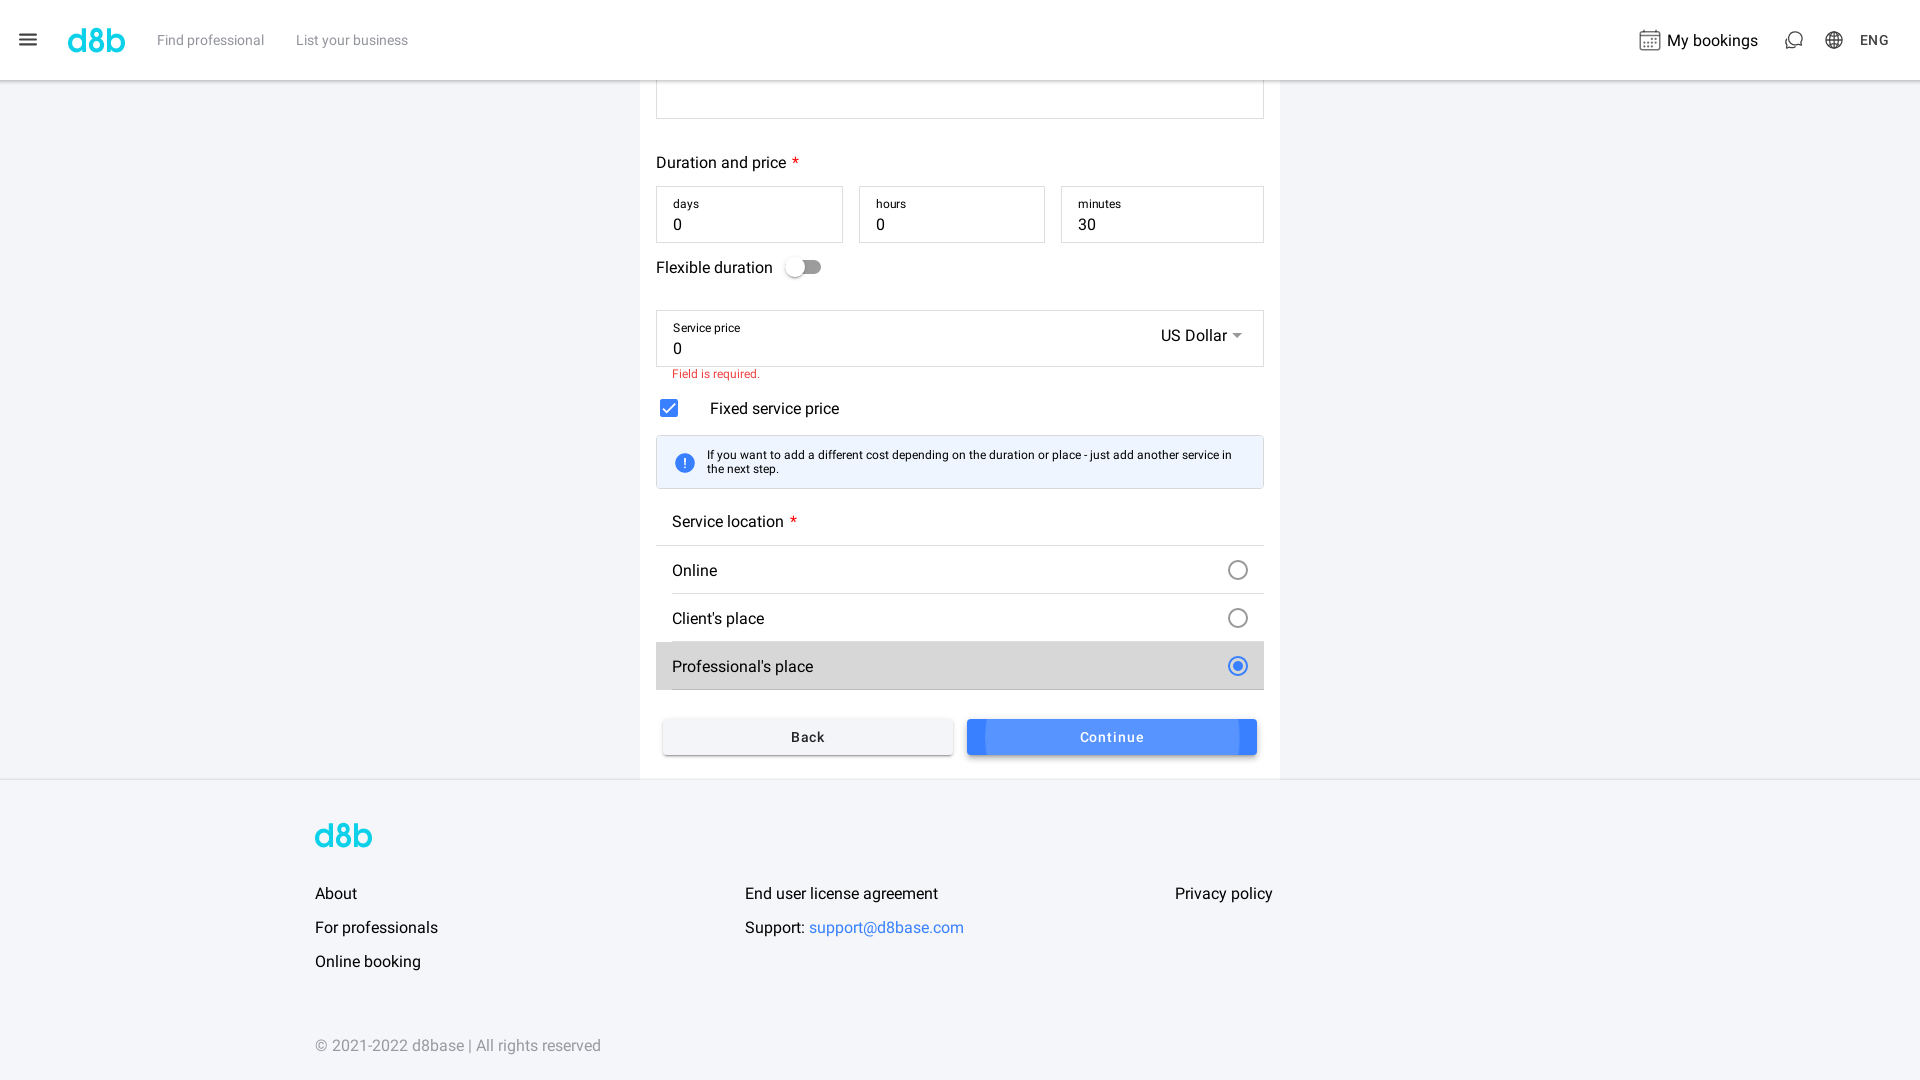 d8b
Find professional
List your business
My bookings
ENG
Duration and price *
days
0
hours
0
minutes
30
Flexible duration
Service price
0
US Dollar
Field is required.
Fixed service price
If you want to add a different cost depending on the duration or place - just add another service in
the next step.
Service location *
Online
Client's place
Professional's place
Back
Continue
d8b
About
End user license agreement
Privacy policy
For professionals
Support: support@d8base.com
Online booking
© 2021-2022 d8base | All rights reserved